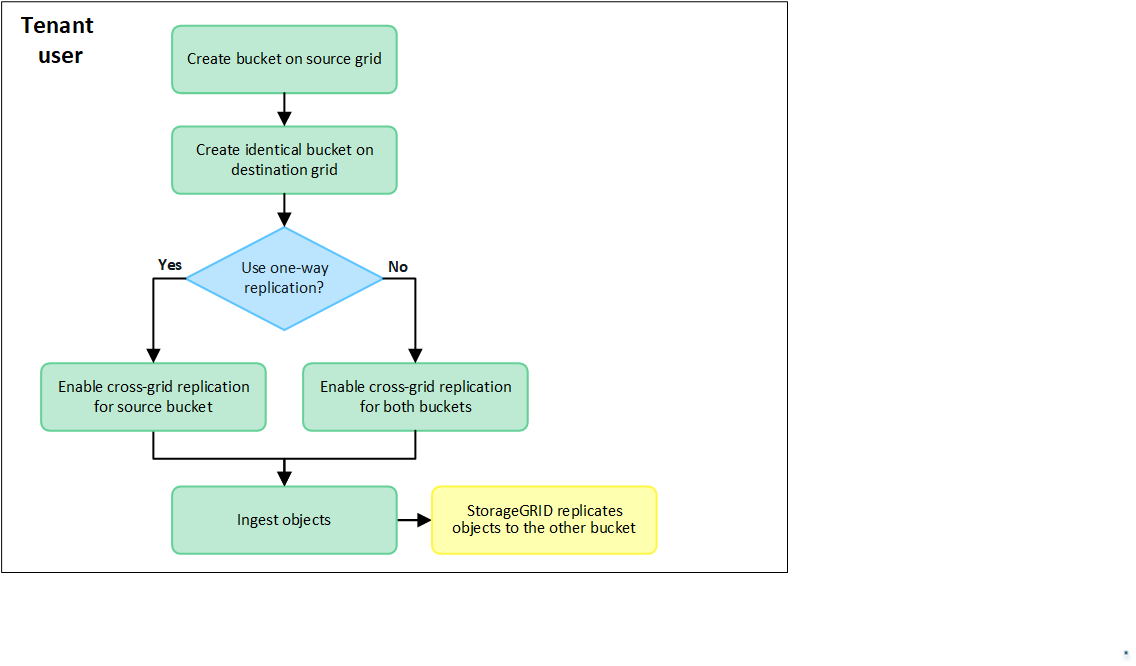 Tenant
user
Create bucket on source grid
Create identical bucket on
destination grid
Use one-way
replication?
Yes
No
Enable cross-grid replication
for source bucket
Enable cross-grid replication
for both buckets
Ingest objects
StorageGRID replicates
objects to the other bucket